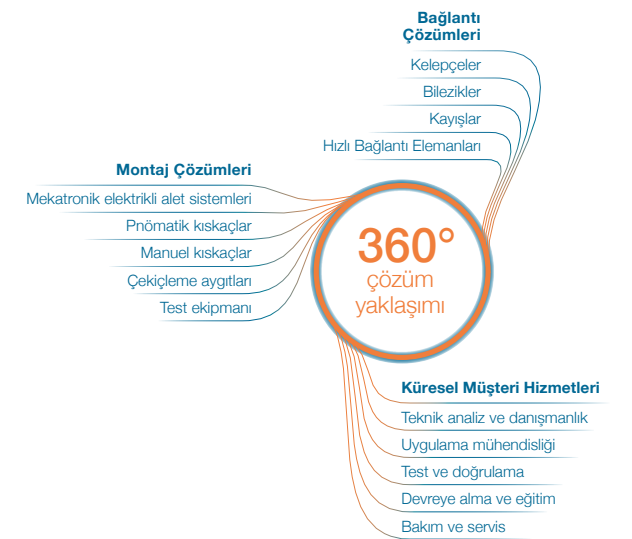 Bağlantı
Çözümleri
Kelepçeler
Bilezikler
Kayışlar
Hızlı Bağlantı Elemanları
Montaj Çözümleri
Mekatronik elektrikli alet sistemleri
Pnömatik kıskaçlar
Manuel kıskaçlar
Çekiçleme aygıtları
Test ekipmanı
360°
çözüm
yaklaşımı
Küresel Müşteri Hizmetleri
Teknik analiz ve danışmanlık
Uygulama mühendisliği
Test ve doğrulama
Devreye alma ve eğitim
Bakım ve servis